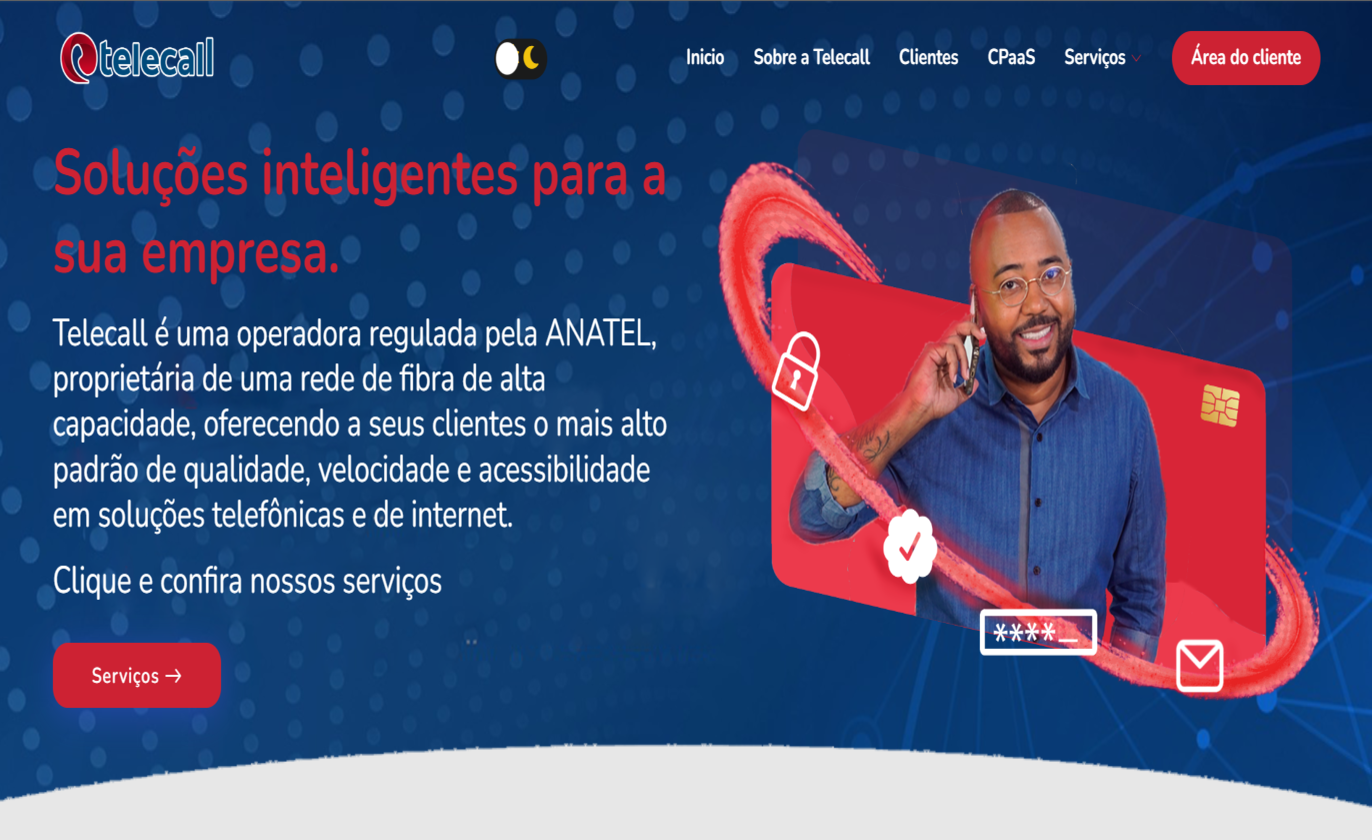 telecall
Inicio
Sobre a Telecall
Clientes
CPaaS
Serviços
Área do cliente
Soluções inteligentes para a
sua empresa.
Telecall é uma operadora regulada pela ANATEL,
proprietária de uma rede de fibra de alta
capacidade, oferecendo a seus clientes o mais alto
padrão de qualidade, velocidade e acessibilidade
em soluções telefônicas e de internet.
Clique e confira nossos serviços
Serviços →
****_